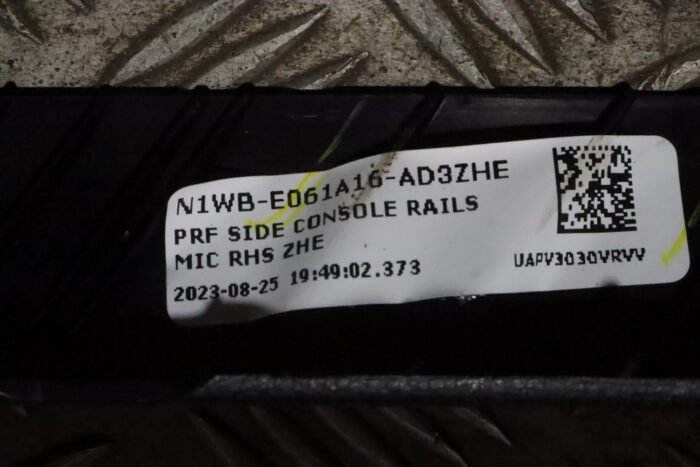 N1WB-E061A16-AD3ZHE
PRF SIDE CONSOLE RAILS
MIC RHS ZHE
2023-08-25 19:49:02.373
UAPV3030VRVV